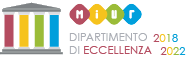 MIUR
DIPARTIMENTO 2018
DI ECCELLENZA 2022